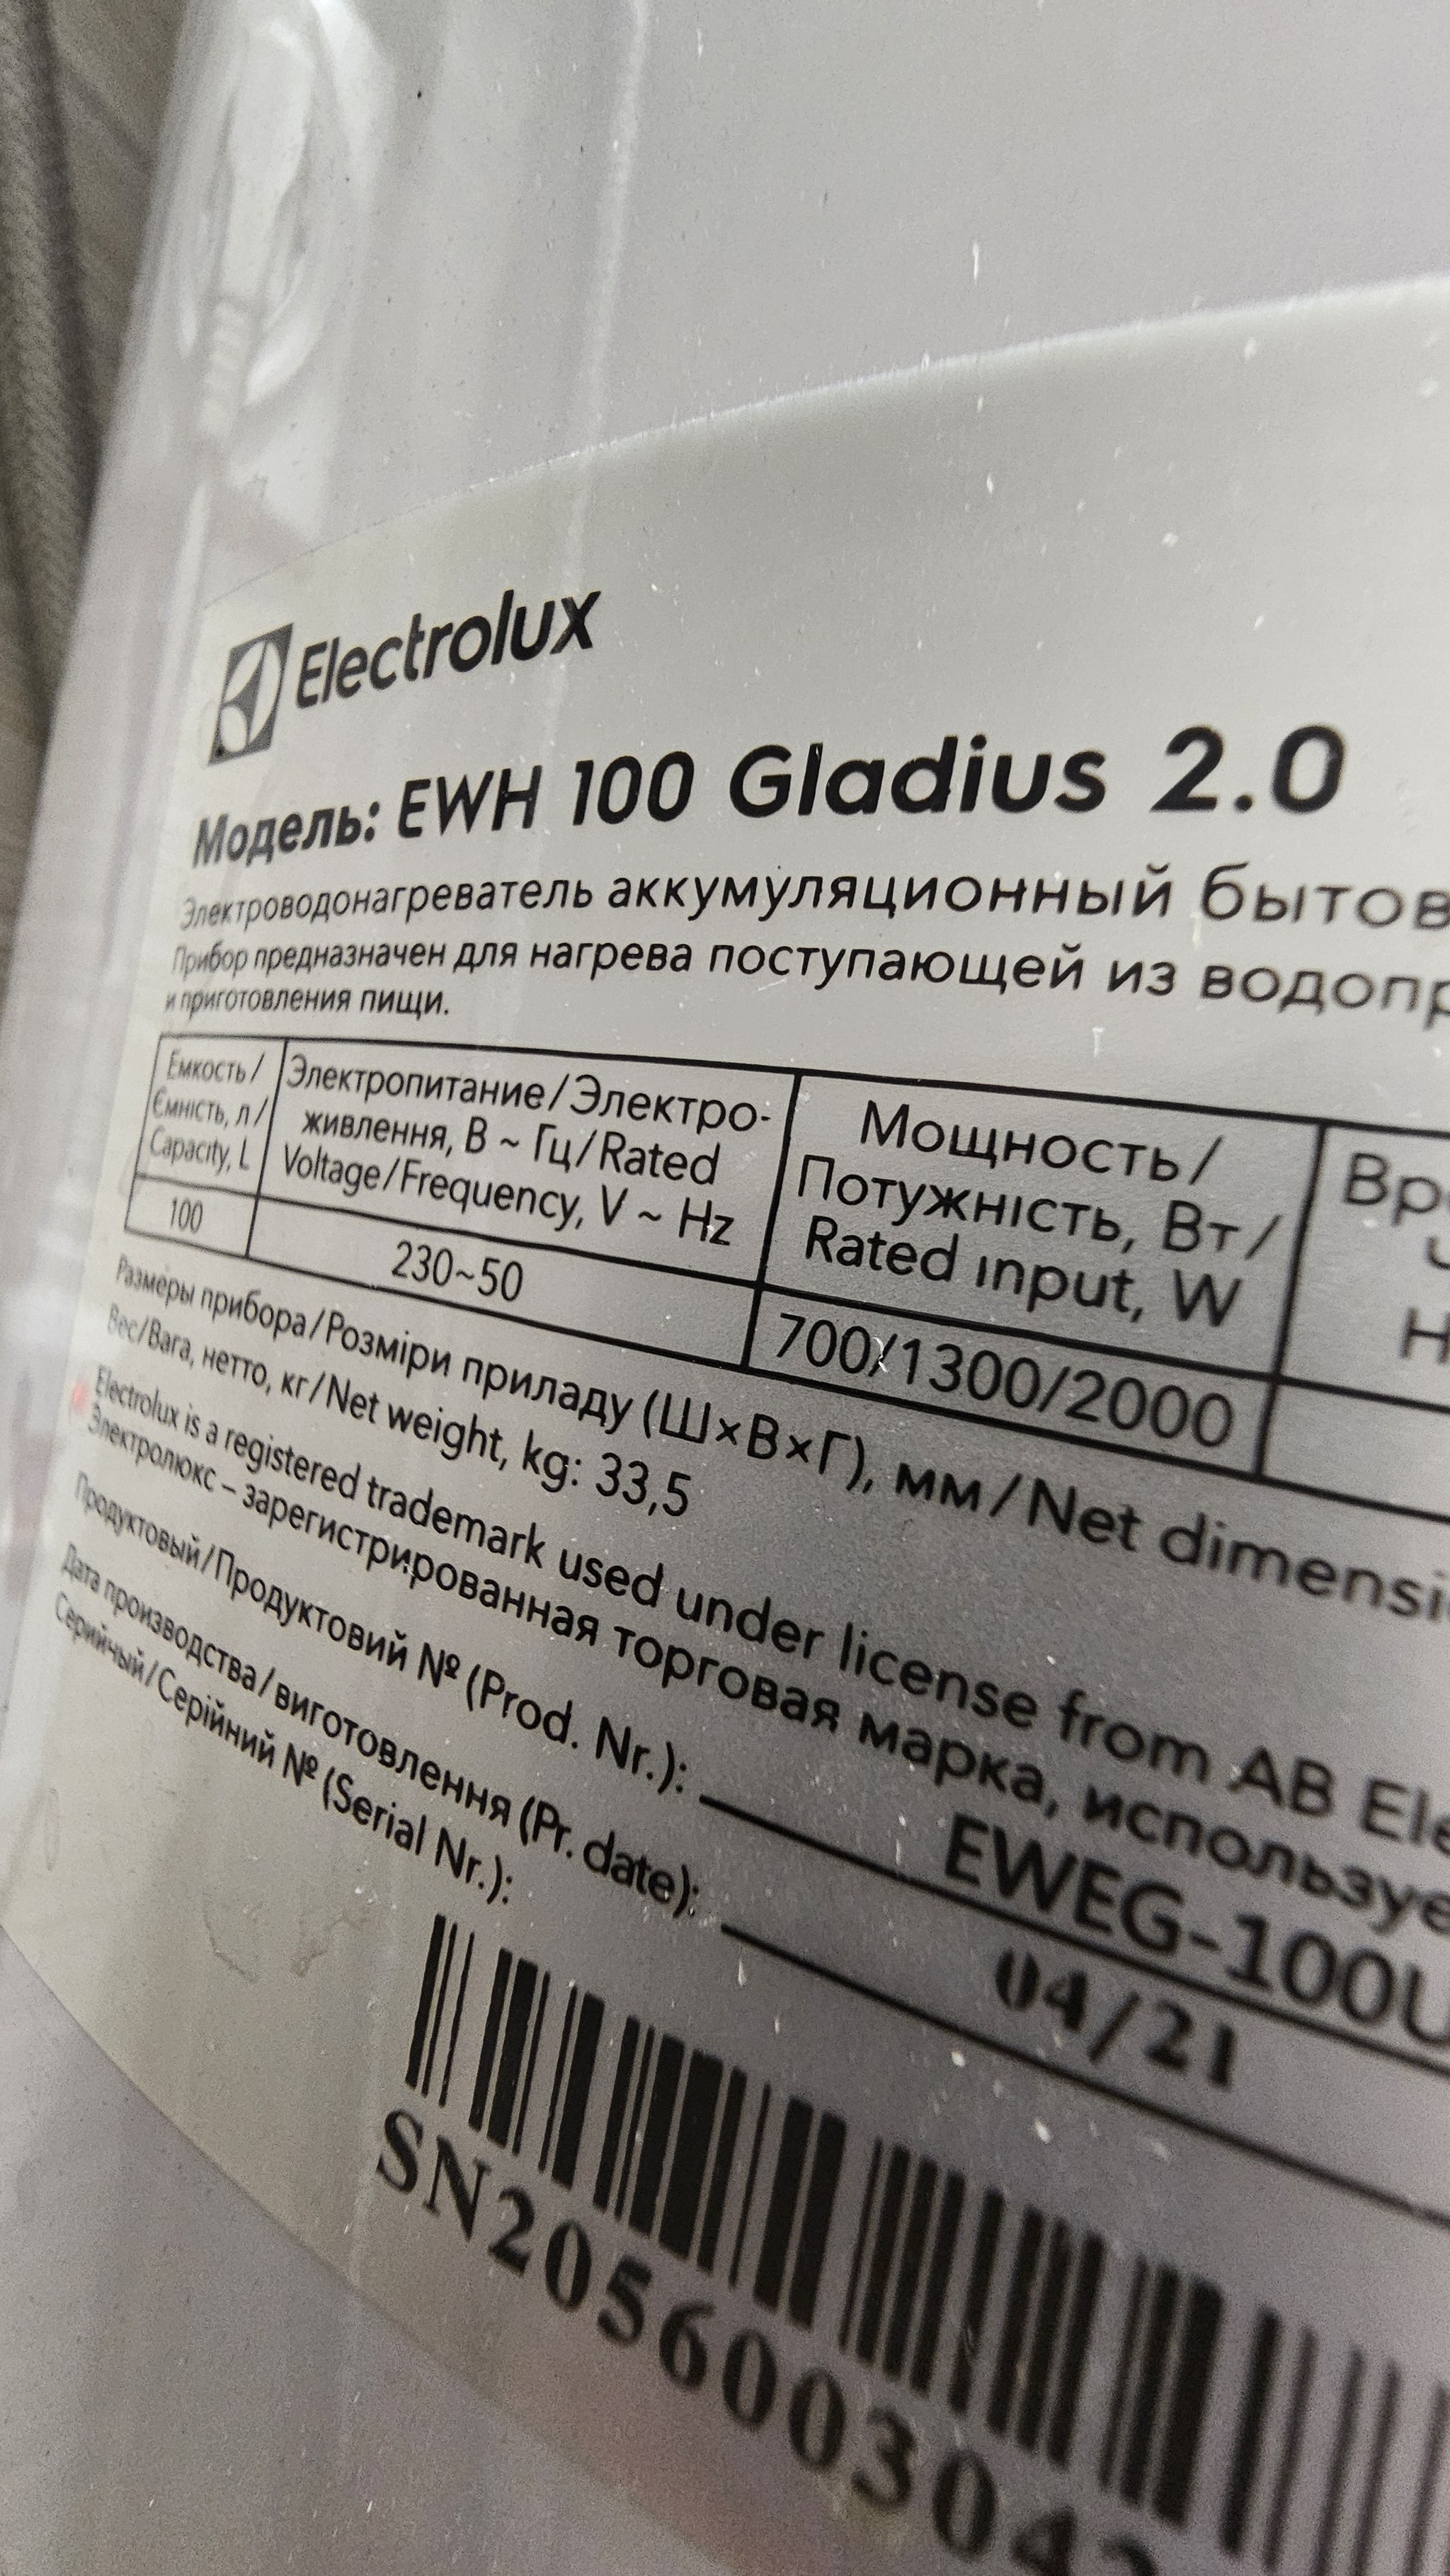 Electrolux
Модель: EWH 100 Gladius 2.0
Электроводонагреватель аккумуляционный бытов
Прибор предназначен для нагрева поступающей из водопр
и приготовления пищи.
Емкость/
Ємність, л/
Capacity, L
Электропитание/Электро-
живлення, В ~ Гц/Rated
Voltage/Frequency, V ~ Hz
Мощность/
Потужність, Вт/
Rated input, W
Вр
100
230~50
700/1300/2000
Размеры прибора/Розміри приладу (Ш×В×Г), мм/Net dimensi
Вес/Вага, нетто, кг/Net weight, kg: 33,5
Electrolux is a registered trademark used under license from AB Ele
Электролюкс – зарегистрированная торговая марка, используе
Продуктовый/Продуктовий № (Prod. Nr.): EWEG-100U
Дата производства/виготовлення (Pr. date): 04/21
Серийный/Серійний № (Serial Nr.):
SN20560030